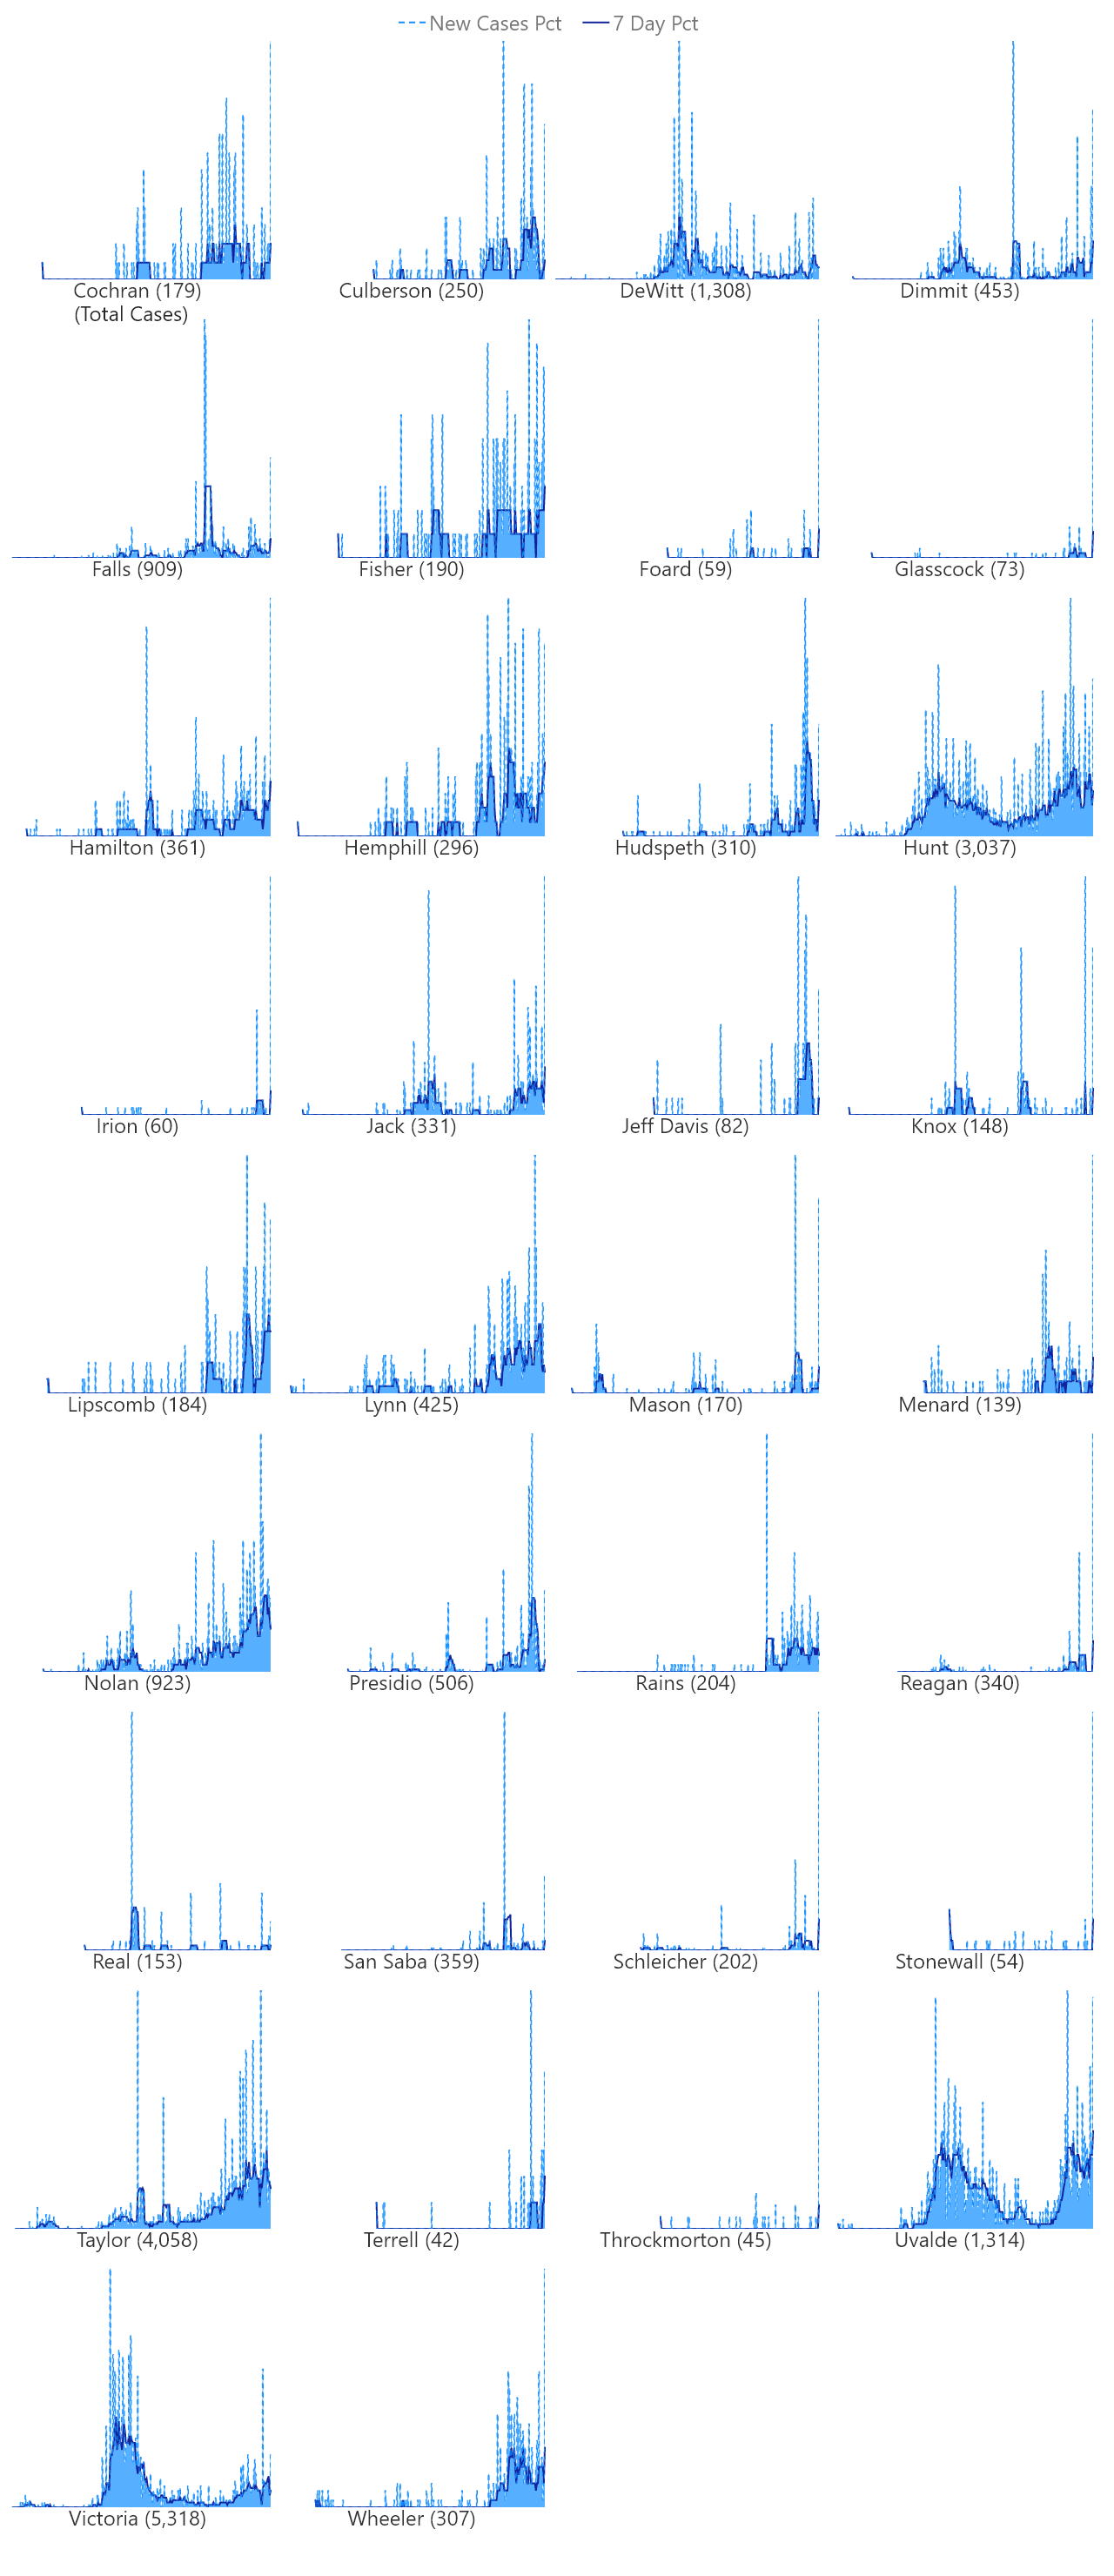 New Cases Pct 7 Day Pct
Cochran (179) Culberson (250) DeWitt (1,308) Dimmit (453)
(Total Cases)
Falls (909) Fisher (190) Foard (59) Glasscock (73)
Hamilton (361) Hemphill (296) Hudspeth (310) Hunt (3,037)
Irion (60) Jack (331) Jeff Davis (82) Knox (148)
Lipscomb (184) Lynn (425) Mason (170) Menard (139)
Nolan (923) Presidio (506) Rains (204) Reagan (340)
Real (153) San Saba (359) Schleicher (202) Stonewall (54)
Taylor (4,058) Terrell (42) Throckmorton (45) Uvalde (1,314)
Victoria (5,318) Wheeler (307)